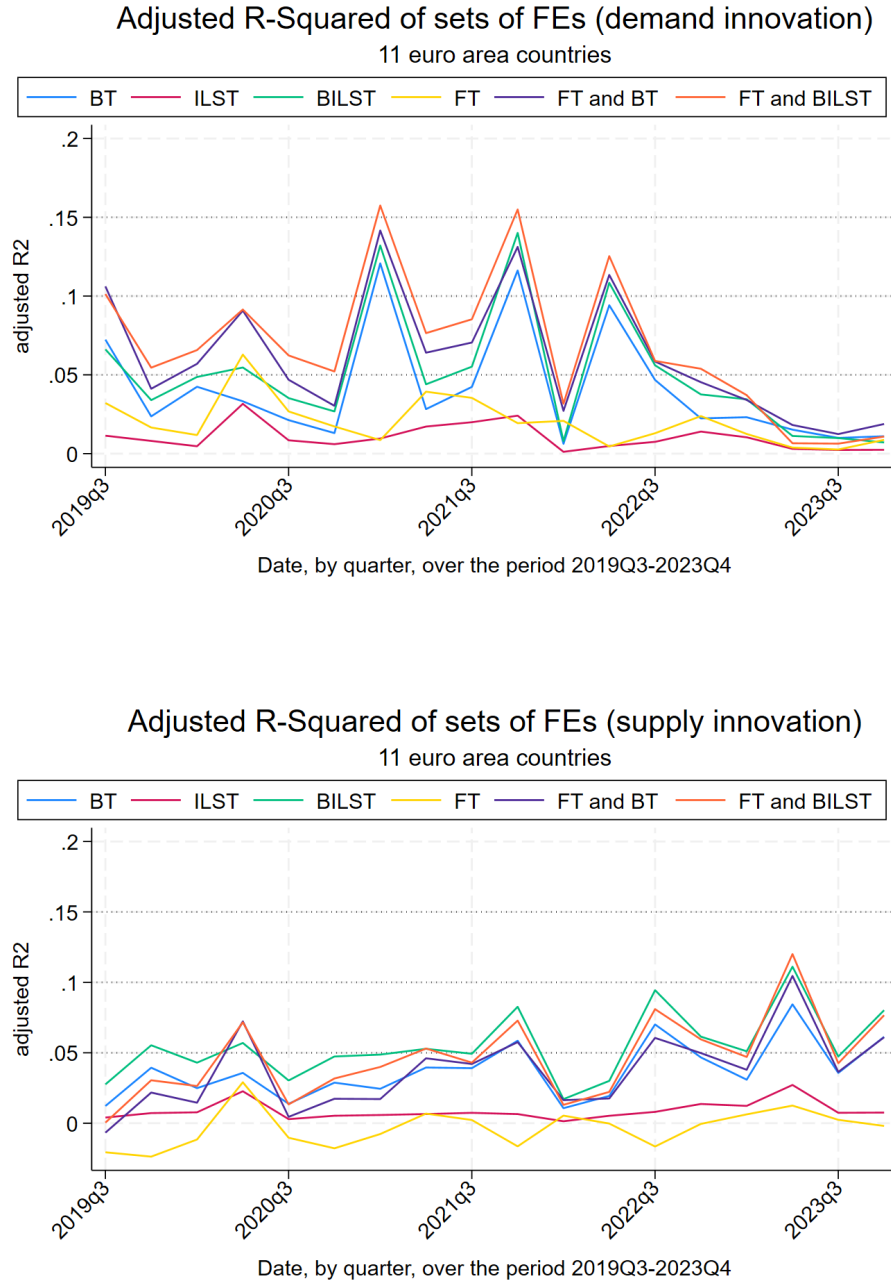 Adjusted R-Squared of sets of FEs (demand innovation)
11 euro area countries
BT ILST BILST FT FT and BT FT and BILST
.2
.15
.1
.05
0
adjusted R2
2019q3 2020q3 2021q3 2022q3 2023q3
Date, by quarter, over the period 2019Q3-2023Q4
Adjusted R-Squared of sets of FEs (supply innovation)
11 euro area countries
BT ILST BILST FT FT and BT FT and BILST
.2
.15
.1
.05
0
adjusted R2
2019q3 2020q3 2021q3 2022q3 2023q3
Date, by quarter, over the period 2019Q3-2023Q4